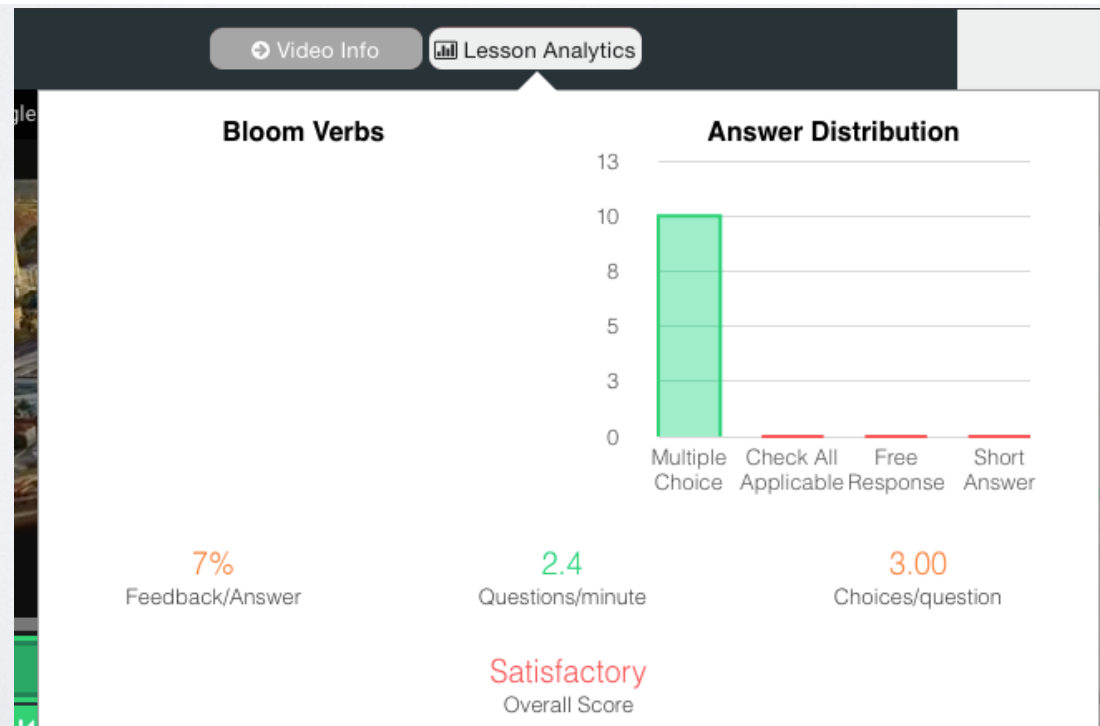 Video Info
Lesson Analytics
gle
Bloom Verbs
Answer Distribution
13
10
8
5
3
0
Multiple Choice
Check All Applicable
Free Response
Short Answer
7%
Feedback/Answer
2.4
Questions/minute
3.00
Choices/question
Satisfactory
Overall Score